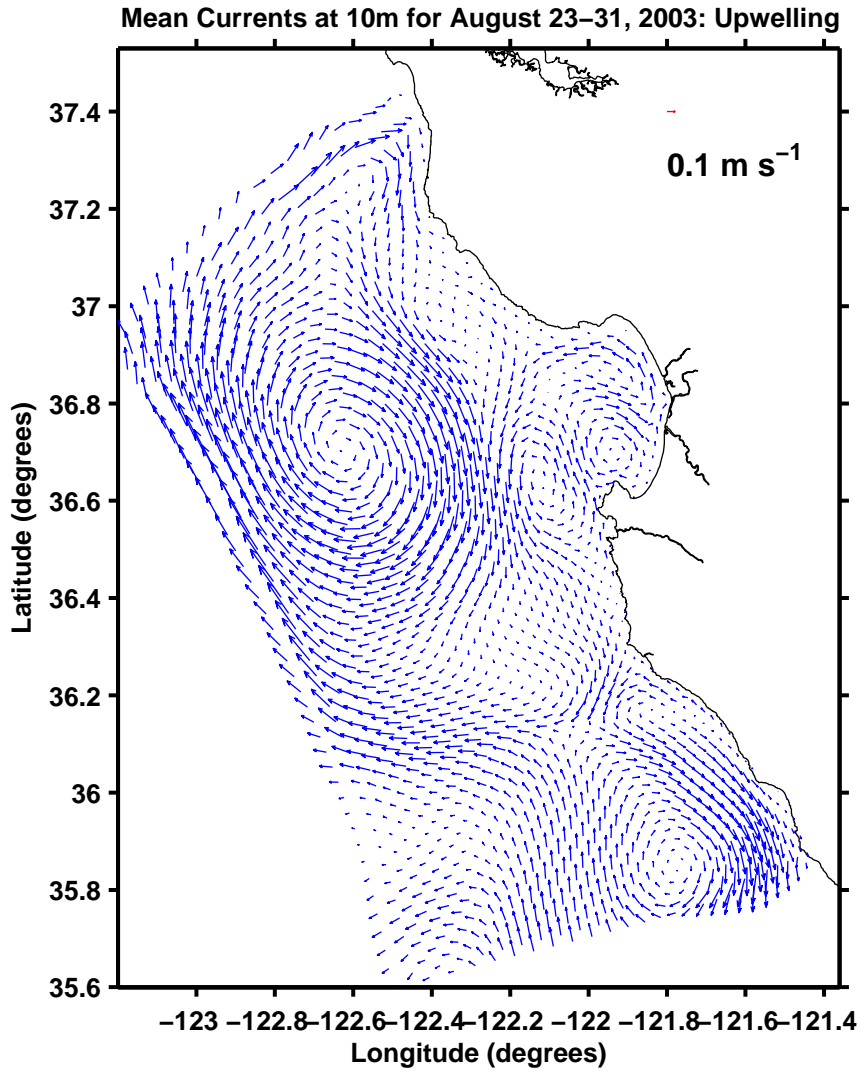 Mean Currents at 10m for August 23−31, 2003: Upwelling
37.4
0.1 m s−1
37.2
37
36.8
36.6
36.4
36.2
36
35.8
35.6
Latitude (degrees)
−123 −122.8 −122.6 −122.4 −122.2 −122 −121.8 −121.6 −121.4
Longitude (degrees)